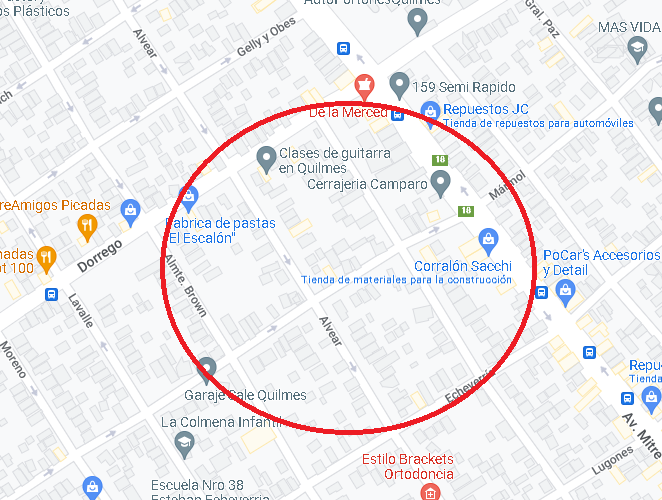 AutoPortonesQuilmes
Factory y
os Plásticos
Gral. Paz
MAS VIDA
Alvear
Gelly y Obes
159 Semi Rapido
De la Merced
Repuestos JC
Tienda de repuestos para automóviles
Clases de guitarra
en Quilmes
18
Cerrajeria Camparo
Mármol
18
reAmigos Picadas
Fabrica de pastas
"El Escalón"
Dorrego
nadas
ot 100
Almte. Brown
Corralón Sacchi
Tienda de materiales para la construcción
PoCar's Accesorios
y Detail
Lavalle
Alvear
Moreno
Garaje Sale Quilmes
Echeverría
Repu
Tienda
La Colmena Infantil
Av. Mitre
Estilo Brackets
Ortodoncia
Lugones
Escuela Nro 38
Esteban Echeverria